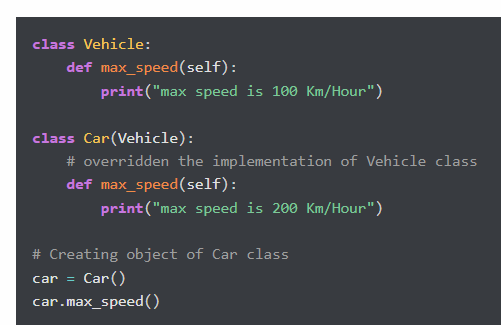 class Vehicle:
    def max_speed(self):
        print("max speed is 100 Km/Hour")

class Car(Vehicle):
    # overridden the implementation of Vehicle class
    def max_speed(self):
        print("max speed is 200 Km/Hour")

# Creating object of Car class
car = Car()
car.max_speed()